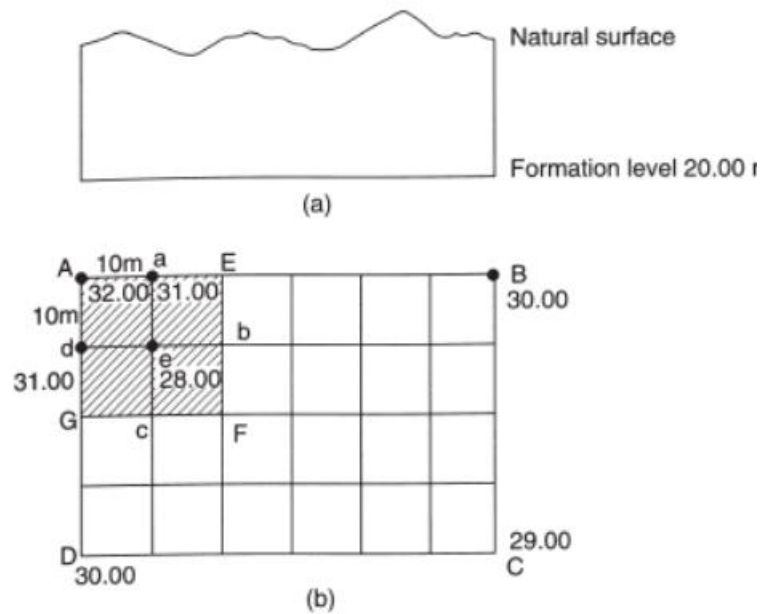 Natural surface
Formation level 20.00 r
(a)
A 10m a E B
32.00 31.00 30.00
10m
d e b
31.00 28.00
G c F
D 29.00
30.00 C
(b)